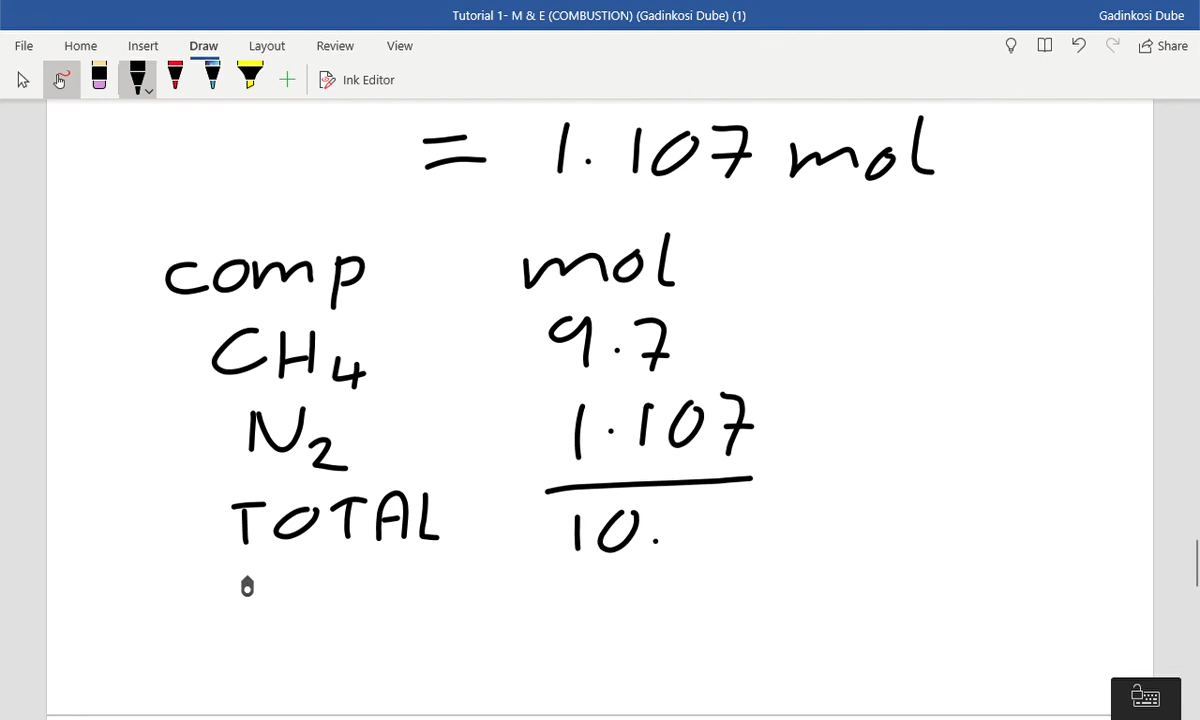 Tutorial 1- M & E (COMBUSTION) (Gadinkosi Dube) (1) Gadinkosi Dube
File Home Insert Draw Layout Review View Share
Ink Editor
= 1.107 mol
comp mol
CH4 9.7
N2 1.107
TOTAL 10.